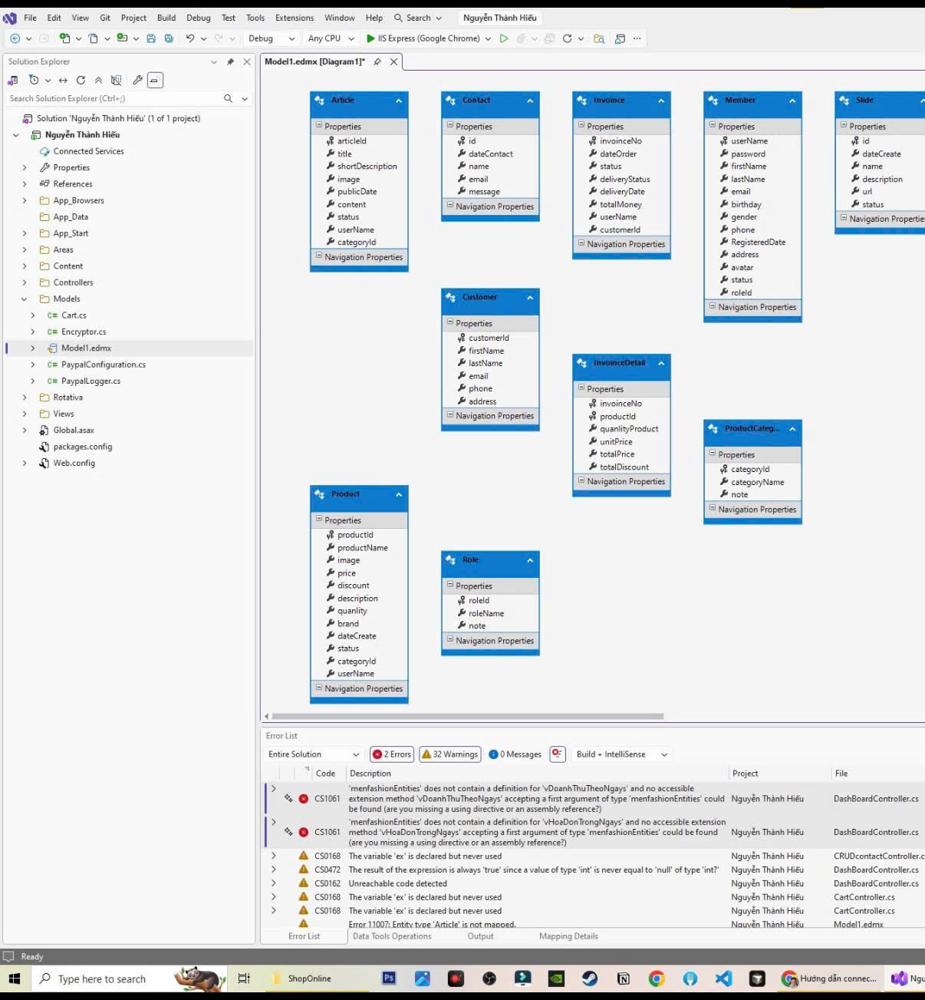 File Edit View Git Project Build Debug Test Tools Extensions Window Help Search Nguyễn Thành Hiếu
Debug Any CPU IIS Express (Google Chrome)
Solution Explorer
Search Solution Explorer (Ctrl+;)
Solution 'Nguyễn Thành Hiếu' (1 of 1 project)
Nguyễn Thành Hiếu
Connected Services
Properties
References
App_Browsers
App_Data
App_Start
Areas
Content
Controllers
Models
C# Cart.cs
C# Encryptor.cs
Model1.edmx
C# PaypalConfiguration.cs
C# PaypalLogger.cs
Rotativa
Views
Global.asax
packages.config
Web.config
Model1.edmx [Diagram1]*
Article
Properties
articleId
title
shortDescription
image
publicDate
content
status
userName
categoryId
Navigation Properties
Contact
Properties
id
dateContact
name
email
message
Navigation Properties
Invoince
Properties
invoinceNo
dateOrder
status
deliveryStatus
deliveryDate
totalMoney
userName
customerId
Navigation Properties
Member
Properties
userName
password
firstName
lastName
email
birthday
gender
phone
RegisteredDate
address
avatar
status
roleId
Navigation Properties
Slide
Properties
id
dateCreate
name
description
url
status
Navigation Propertie
Customer
Properties
customerId
firstName
lastName
email
phone
address
Navigation Properties
InvoinceDetail
Properties
invoinceNo
productId
quanlityProduct
unitPrice
totalPrice
totalDiscount
Navigation Properties
ProductCateg...
Properties
categoryId
categoryName
note
Navigation Properties
Product
Properties
productId
productName
image
price
discount
description
quanlity
brand
dateCreate
status
categoryId
userName
Navigation Properties
Role
Properties
roleId
roleName
note
Navigation Properties
Error List
Entire Solution 2 Errors 32 Warnings 0 Messages Build + IntelliSense
Code Description Project File
'menfashionEntities' does not contain a definition for 'vDoanhThuTheoNgays' and no accessible
CS1061 extension method 'vDoanhThuTheoNgays' accepting a first argument of type 'menfashionEntities' could Nguyễn Thành Hiếu DashBoardController.cs
be found (are you missing a using directive or an assembly reference?)
'menfashionEntities' does not contain a definition for 'vHoaDonTrongNgays' and no accessible extension
CS1061 method 'vHoaDonTrongNgays' accepting a first argument of type 'menfashionEntities' could be found Nguyễn Thành Hiếu DashBoardController.cs
(are you missing a using directive or an assembly reference?)
CS0168 The variable 'ex' is declared but never used Nguyễn Thành Hiếu CRUDcontactController.c
CS0472 The result of the expression is always 'true' since a value of type 'int' is never equal to 'null' of type 'int?' Nguyễn Thành Hiếu DashBoardController.cs
CS0162 Unreachable code detected Nguyễn Thành Hiếu DashBoardController.cs
CS0168 The variable 'ex' is declared but never used Nguyễn Thành Hiếu CartController.cs
CS0168 The variable 'ex' is declared but never used Nguyễn Thành Hiếu CartController.cs
Error 11007: Entity type 'Article' is not mapped. Nguyễn Thành Hiếu Model1.edmx
Error List Data Tools Operations Output Mapping Details
Ready
Type here to search ShopOnline Ps Hướng dẫn connec... Ngu